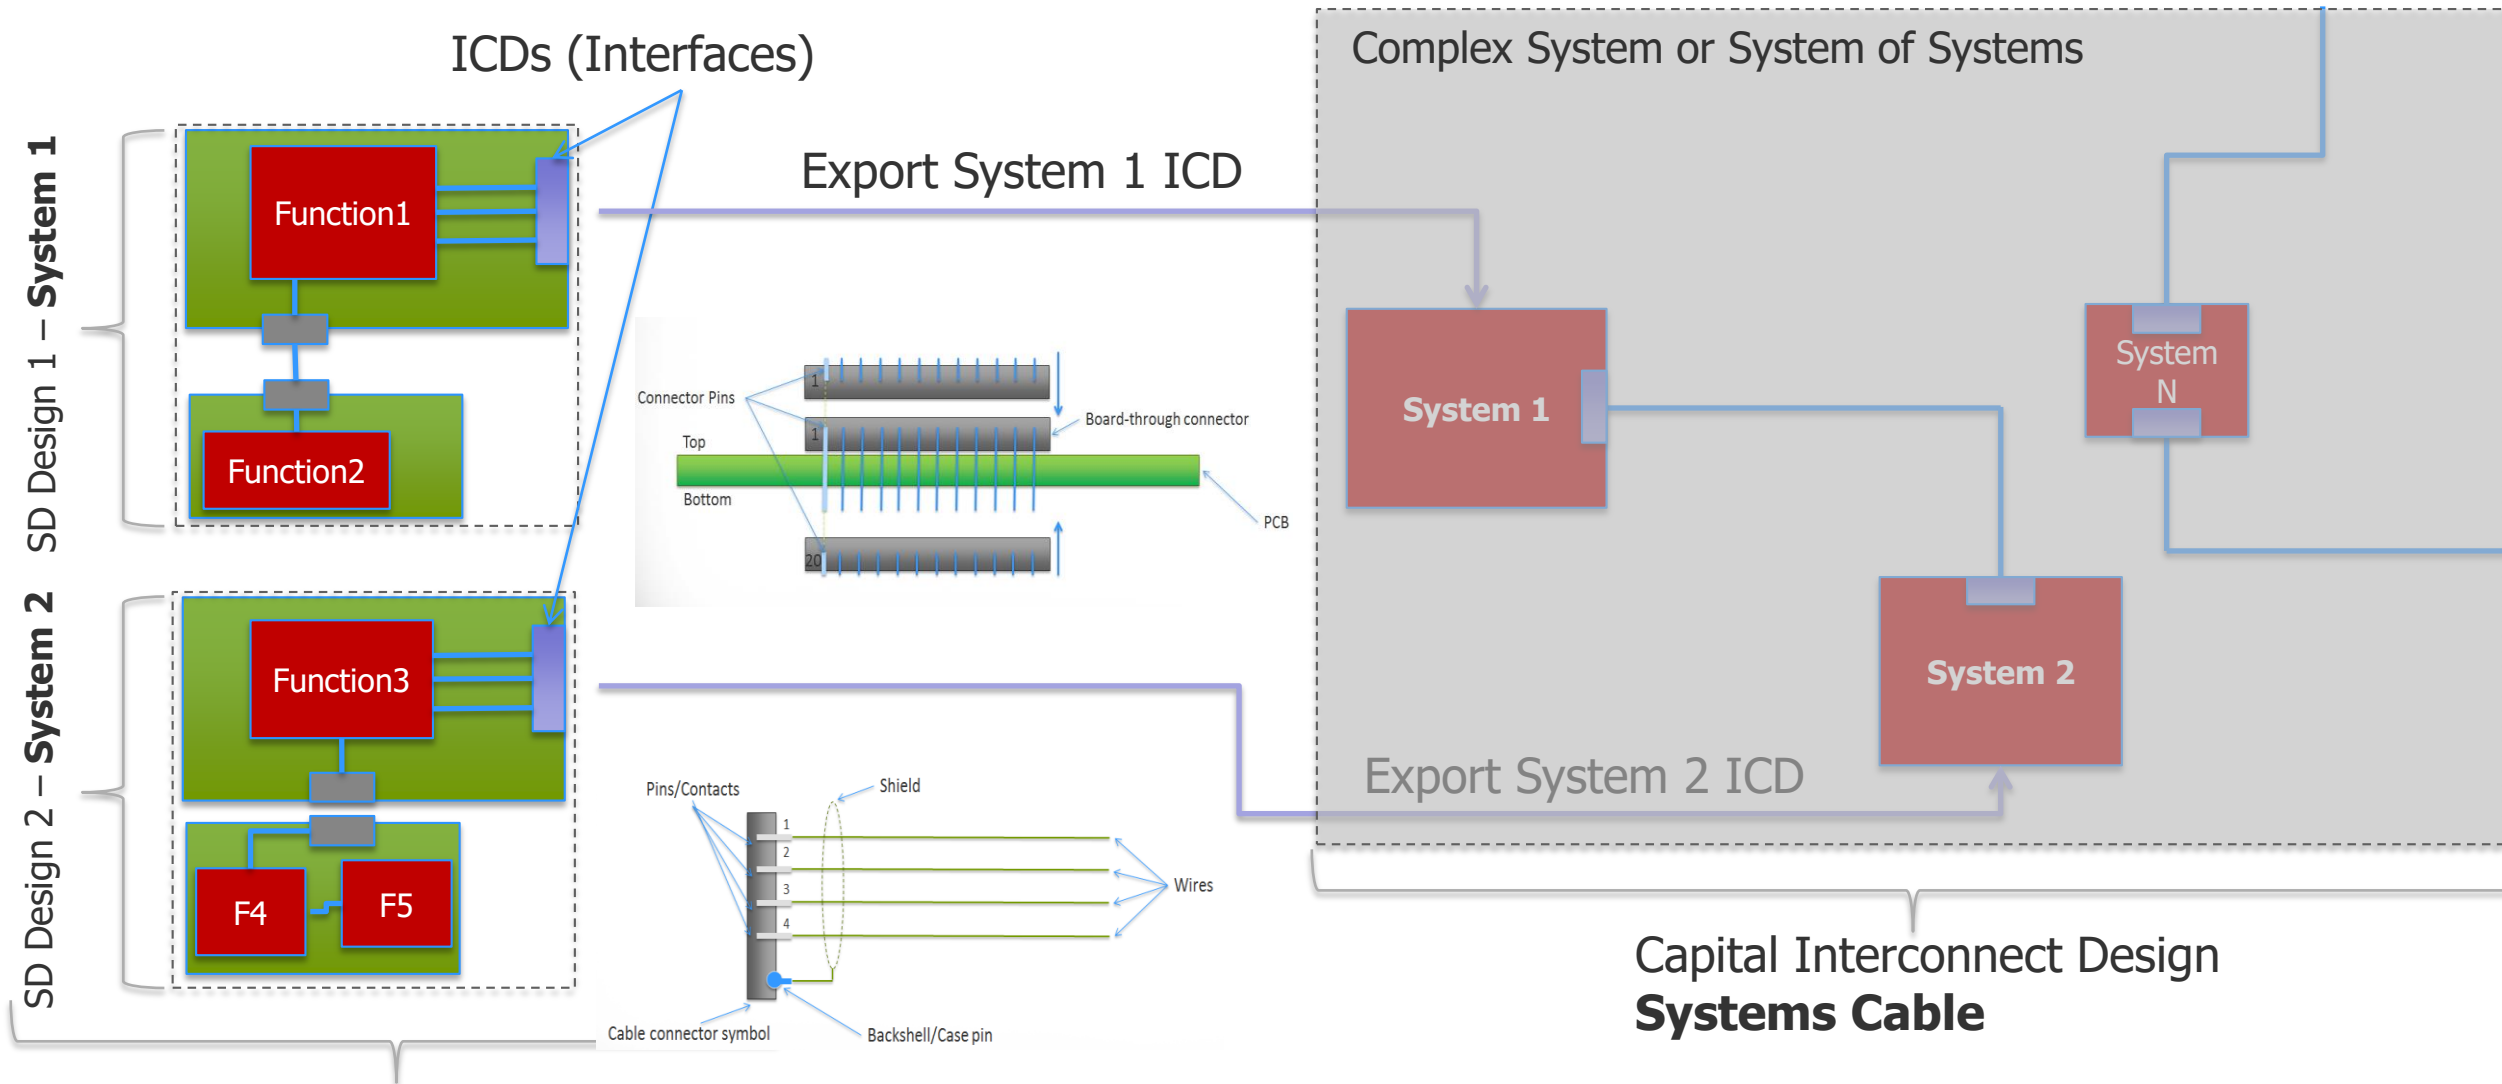 ICDs (Interfaces)
Complex System or System of Systems
SD Design 1 – System 1
Function1
Function2
Export System 1 ICD
Connector Pins
1
1
20
Top
Bottom
Board-through connector
PCB
System 1
System
N
System 2
SD Design 2 – System 2
Function3
F4
F5
Export System 2 ICD
Pins/Contacts
Shield
1
2
3
4
Wires
Cable connector symbol
Backshell/Case pin
Capital Interconnect Design
Systems Cable